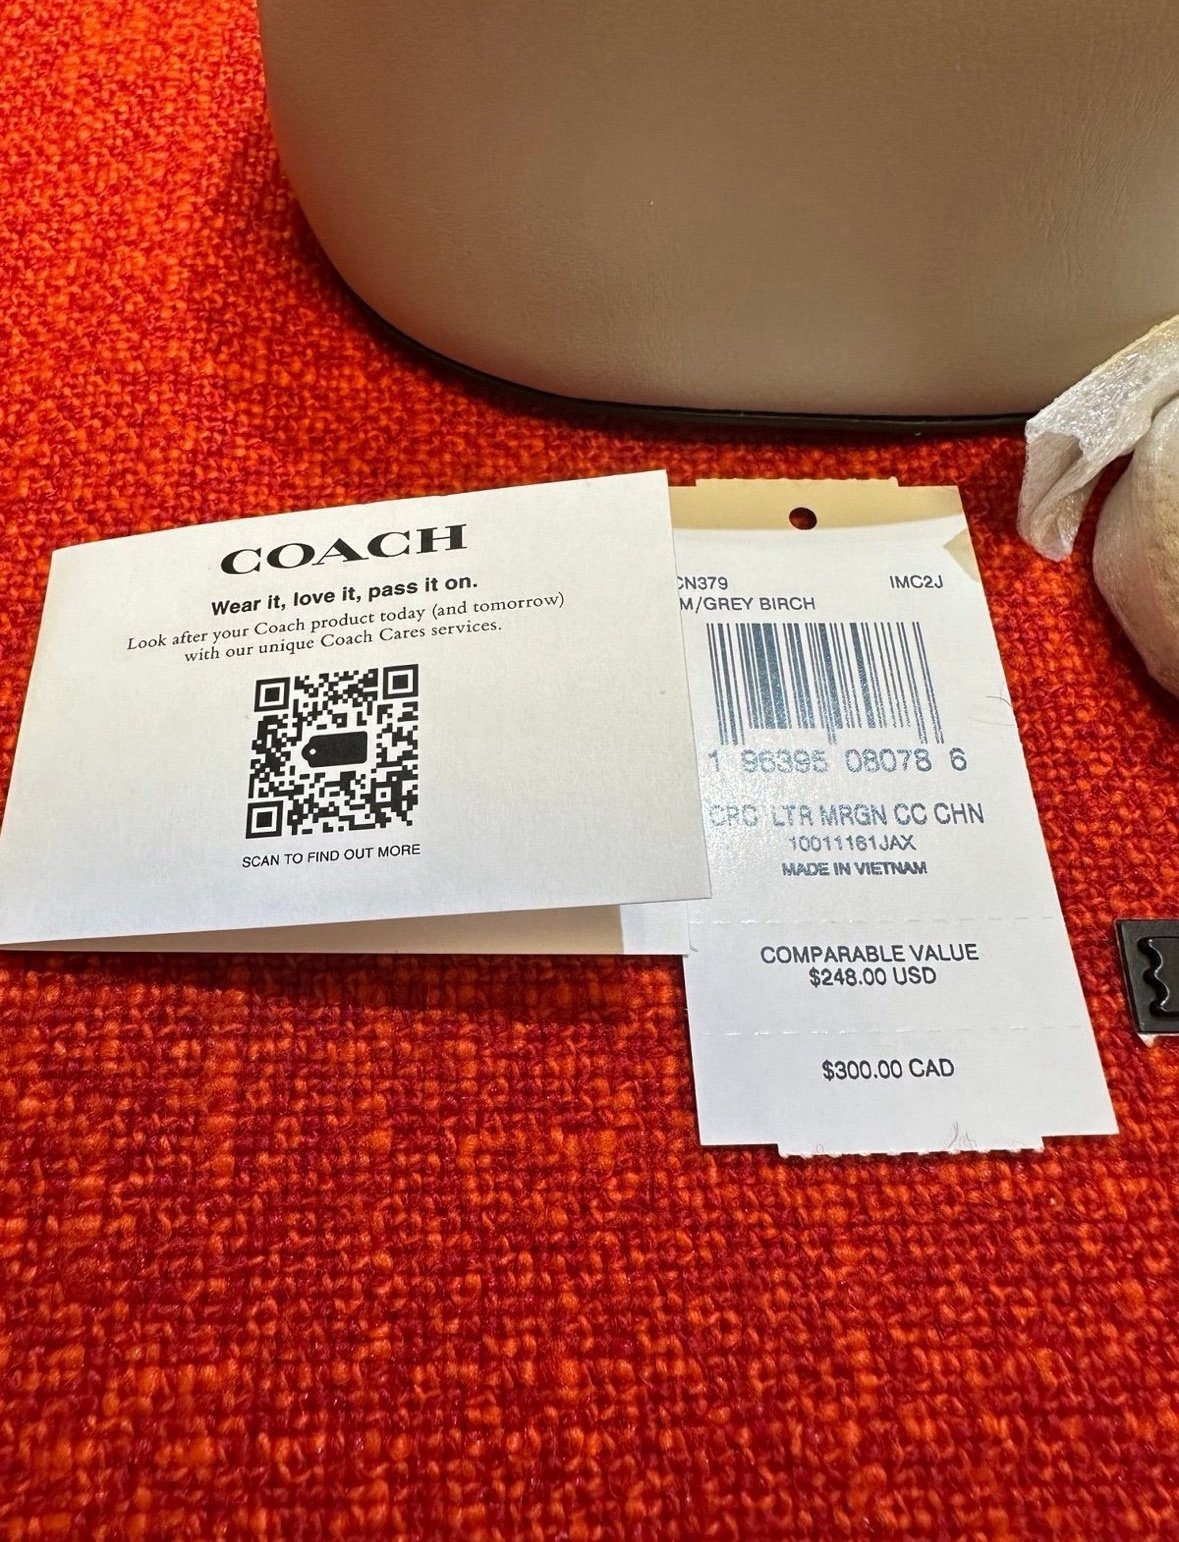 COACH
Wear it, love it, pass it on.
Look after your Coach product today (and tomorrow)
with our unique Coach Cares services.
SCAN TO FIND OUT MORE
CN379 IMC2J
M/GREY BIRCH
1 96395 08078 6
CRC LTR MRGN CC CHN
10011161JAX
MADE IN VIETNAM
COMPARABLE VALUE
$248.00 USD
$300.00 CAD